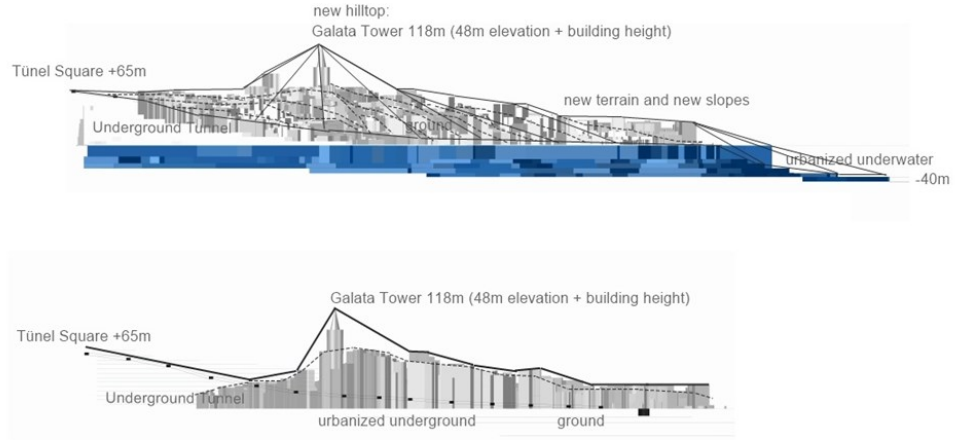 new hilltop:
Galata Tower 118m (48m elevation + building height)
Tünel Square +65m
new terrain and new slopes
Underground Tunnel
ground
urbanized underwater
-40m
Galata Tower 118m (48m elevation + building height)
Tünel Square +65m
Underground Tunnel
urbanized underground
ground